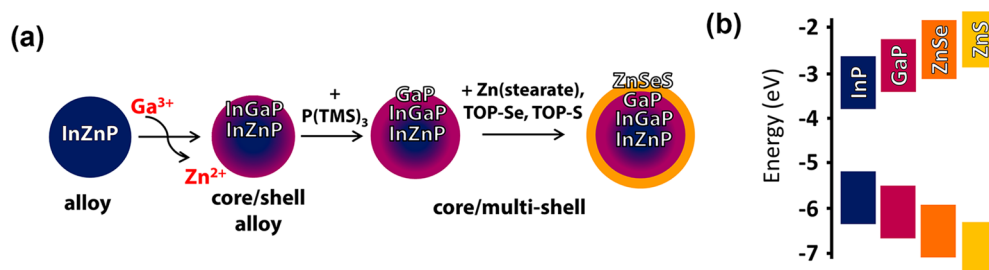 (a)
InZnP
alloy
Ga³⁺
Zn²⁺
InGaP
InZnP
core/shell
alloy
+
P(TMS)₃
GaP
InGaP
InZnP
+ Zn(stearate),
TOP-Se, TOP-S
ZnSeS
GaP
InGaP
InZnP
core/multi-shell
(b)
Energy (eV)
-2
-3
-4
-5
-6
-7
InP
GaP
ZnSe
ZnS